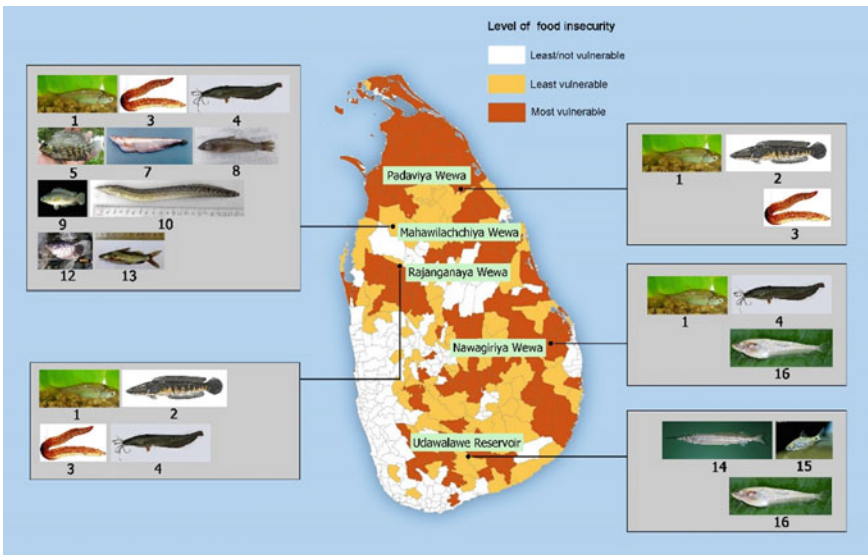 Level of food insecurity
Least/not vulnerable
Least vulnerable
Most vulnerable
1 3 4
5 7 8
9 10
12 13
1 2
3 4
Padaviya Wewa
Mahawilachchiya Wewa
Rajanganaya Wewa
Nawagiriya Wewa
Udawalawe Reservoir
1 2
3
1 4
16
14 15
16